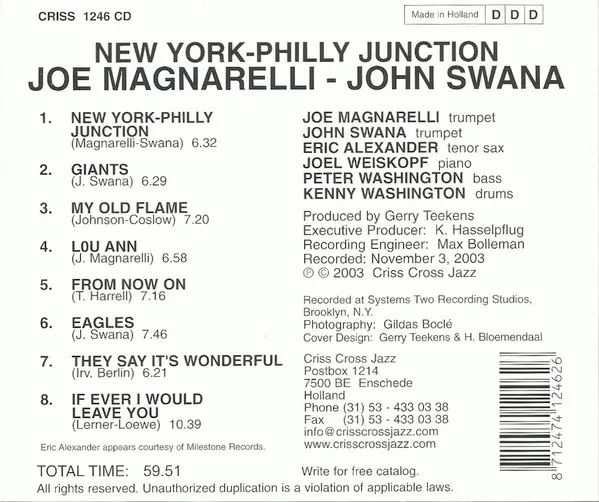 CRISS 1246 CD
Made in Holland D D D
NEW YORK-PHILLY JUNCTION
JOE MAGNARELLI - JOHN SWANA
1. NEW YORK-PHILLY
JUNCTION
(Magnarelli-Swana) 6.32
2. GIANTS
(J. Swana) 6.29
3. MY OLD FLAME
(Johnson-Coslow) 7.20
4. L0U ANN
(J. Magnarelli) 6.58
5. FROM NOW ON
(T. Harrell) 7.16
6. EAGLES
(J. Swana) 7.46
7. THEY SAY IT'S WONDERFUL
(Irv. Berlin) 6.21
8. IF EVER I WOULD
LEAVE YOU
(Lerner-Loewe) 10.39
Eric Alexander appears courtesy of Milestone Records.
TOTAL TIME: 59.51
JOE MAGNARELLI trumpet
JOHN SWANA trumpet
ERIC ALEXANDER tenor sax
JOEL WEISKOPF piano
PETER WASHINGTON bass
KENNY WASHINGTON drums
Produced by Gerry Teekens
Executive Producer: K. Hasselpflug
Recording Engineer: Max Bolleman
Recorded: November 3, 2003
℗ © 2003 Criss Cross Jazz
Recorded at Systems Two Recording Studios,
Brooklyn, N.Y.
Photography: Gildas Boclé
Cover Design: Gerry Teekens & H. Bloemendaal
Criss Cross Jazz
Postbox 1214
7500 BE Enschede
Holland
Phone (31) 53 - 433 03 38
Fax (31) 53 - 433 03 38
info@crisscrossjazz.com
www.crisscrossjazz.com
Write for free catalog.
8 712474 124626
All rights reserved. Unauthorized duplication is a violation of applicable laws.